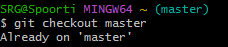 SRG@Spoorti MINGW64 ~ (master)
$ git checkout master
Already on 'master'